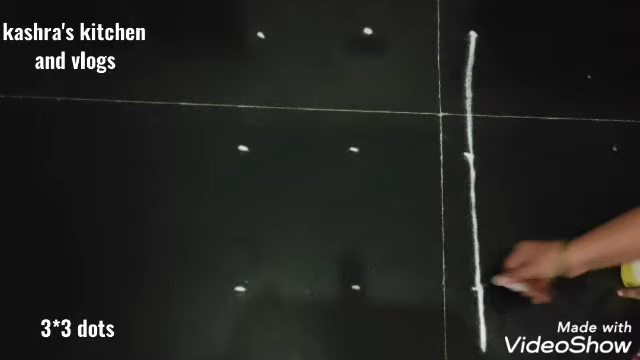 kashra's kitchen
and vlogs
3*3 dots
Made with
VideoShow